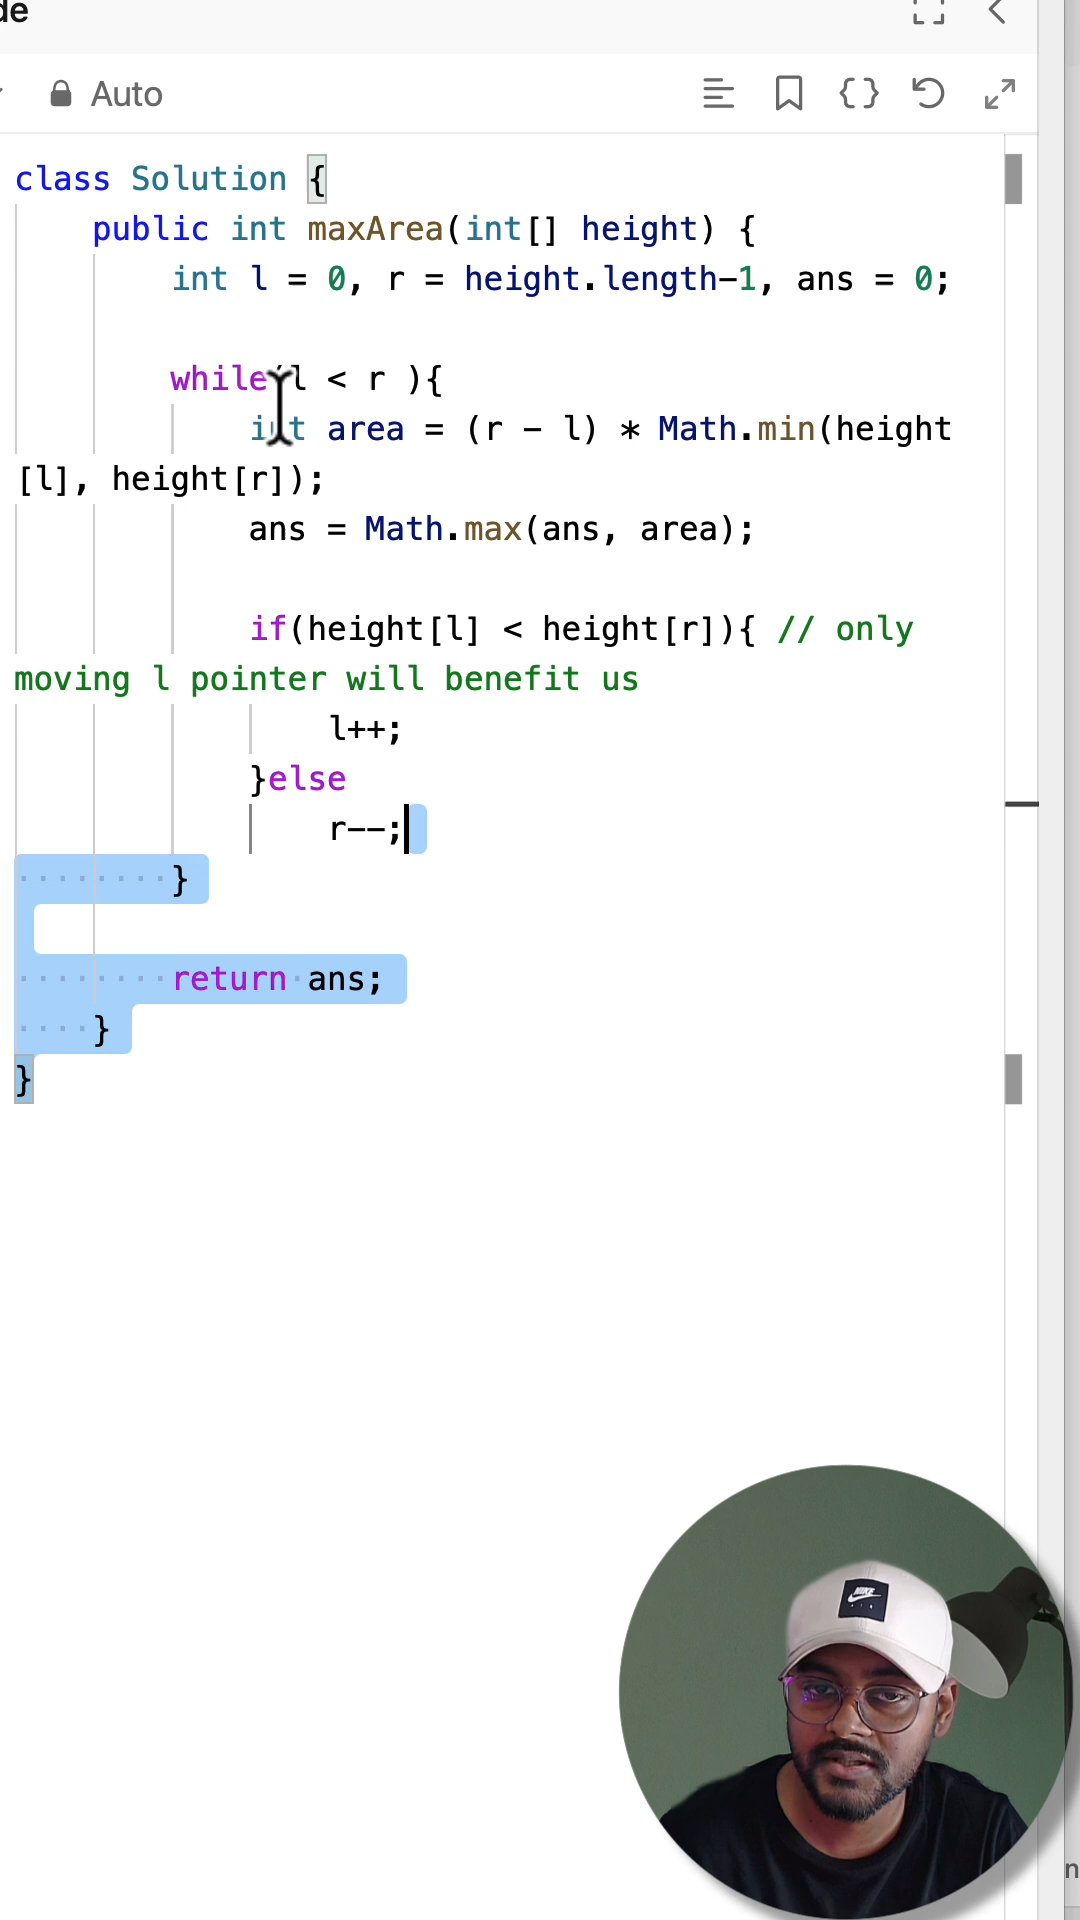 de
Auto
class Solution {
public int maxArea(int[] height) {
int l = 0, r = height.length-1, ans = 0;
while(l < r ){
int area = (r - l) * Math.min(height
[l], height[r]);
ans = Math.max(ans, area);
if(height[l] < height[r]){ // only
moving l pointer will benefit us
l++;
}else
r--;
}
return ans;
}
}
NIKE
n